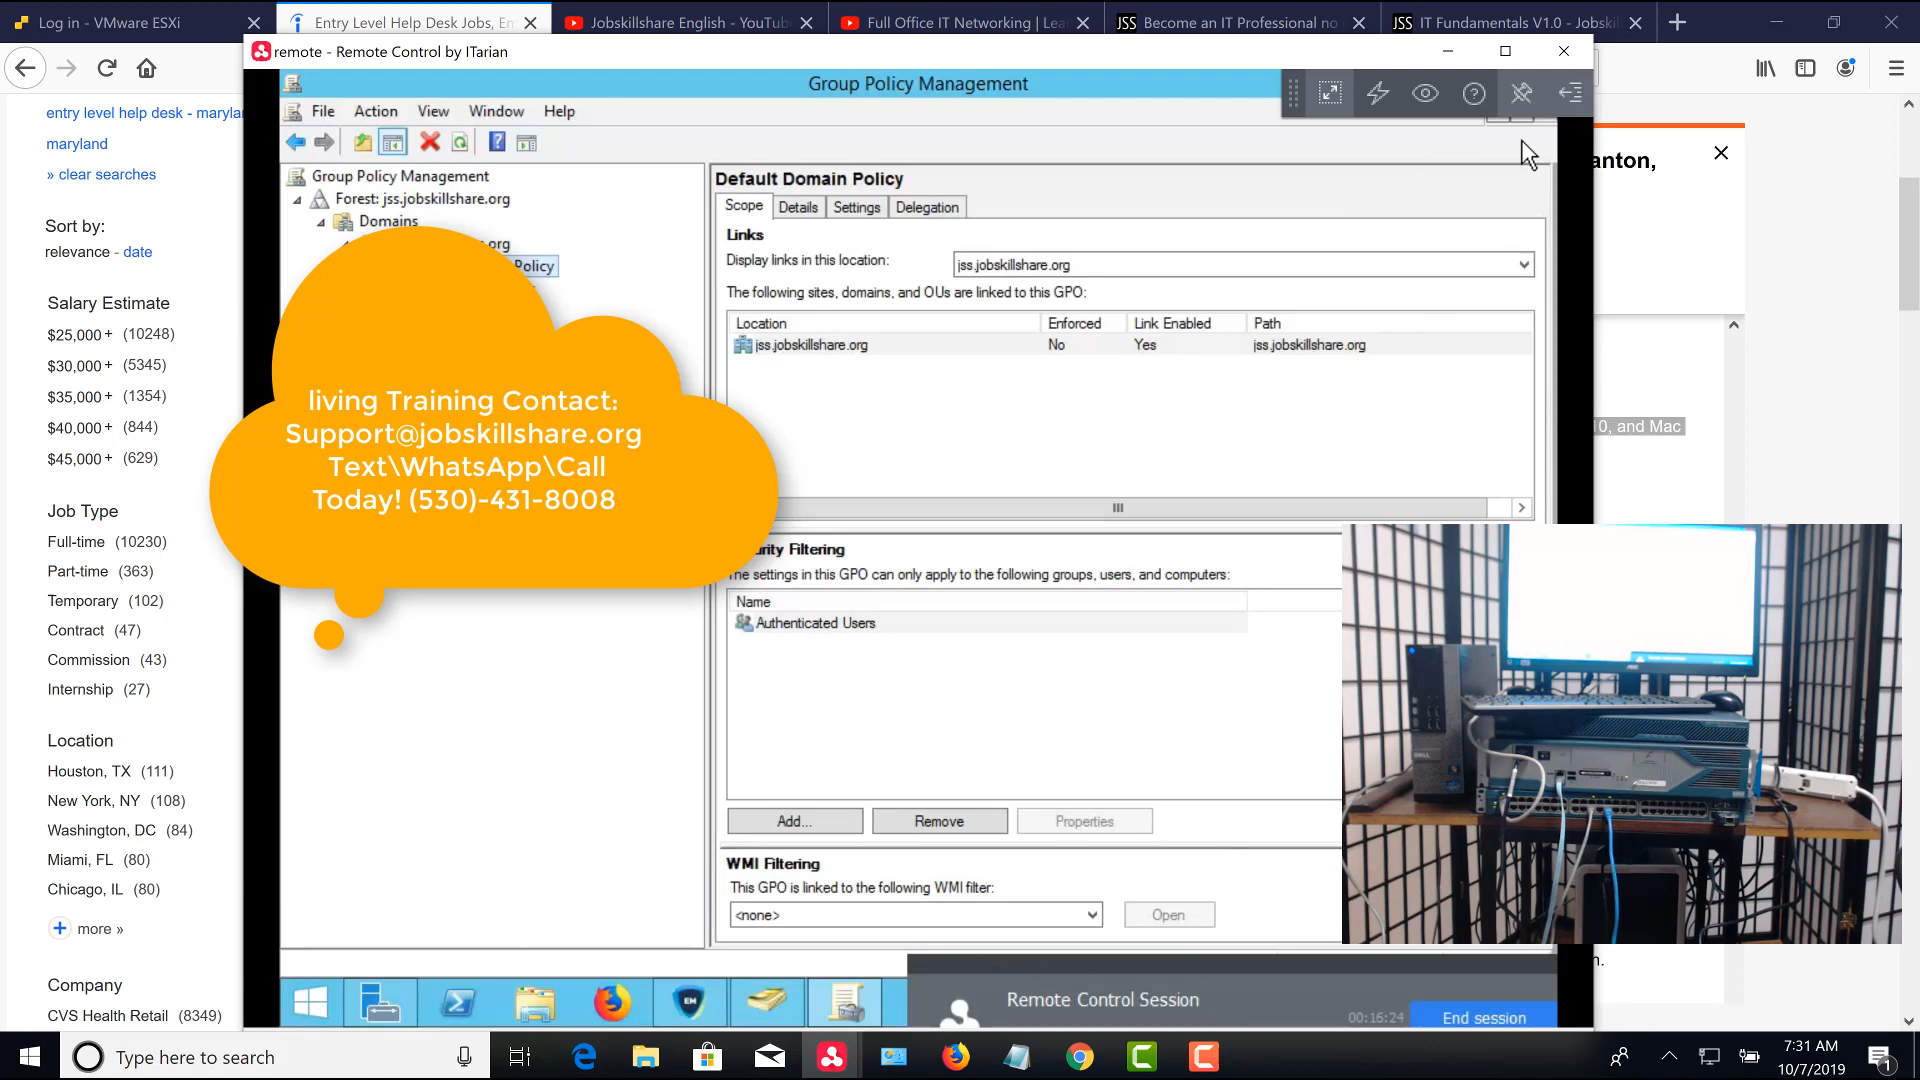 Log in - VMware ESXi
Entry Level Help Desk Jobs, Em
Jobskillshare English - YouTube
Full Office IT Networking | Lea
JSS Become an IT Professional no
JSS IT Fundamentals V1.0 - Jobskil
remote - Remote Control by ITarian
Group Policy Management
File Action View Window Help
entry level help desk - marylan
maryland
» clear searches
Sort by:
relevance - date
Salary Estimate
$25,000+ (10248)
$30,000+ (5345)
$35,000+ (1354)
$40,000+ (844)
$45,000+ (629)
Job Type
Full-time (10230)
Part-time (363)
Temporary (102)
Contract (47)
Commission (43)
Internship (27)
Location
Houston, TX (111)
New York, NY (108)
Washington, DC (84)
Miami, FL (80)
Chicago, IL (80)
more »
Company
CVS Health Retail (8349)
Group Policy Management
Forest: jss.jobskillshare.org
Domains
org
Policy
living Training Contact:
Support@jobskillshare.org
Text\WhatsApp\Call
Today! (530)-431-8008
Default Domain Policy
Scope Details Settings Delegation
Links
Display links in this location: jss.jobskillshare.org
The following sites, domains, and OUs are linked to this GPO:
Location Enforced Link Enabled Path
jss.jobskillshare.org No Yes jss.jobskillshare.org
urity Filtering
The settings in this GPO can only apply to the following groups, users, and computers:
Name
Authenticated Users
Add... Remove Properties
WMI Filtering
This GPO is linked to the following WMI filter:
<none> Open
Remote Control Session
00:16:24 End session
anton,
10, and Mac
n.
Type here to search
7:31 AM
10/7/2019
1